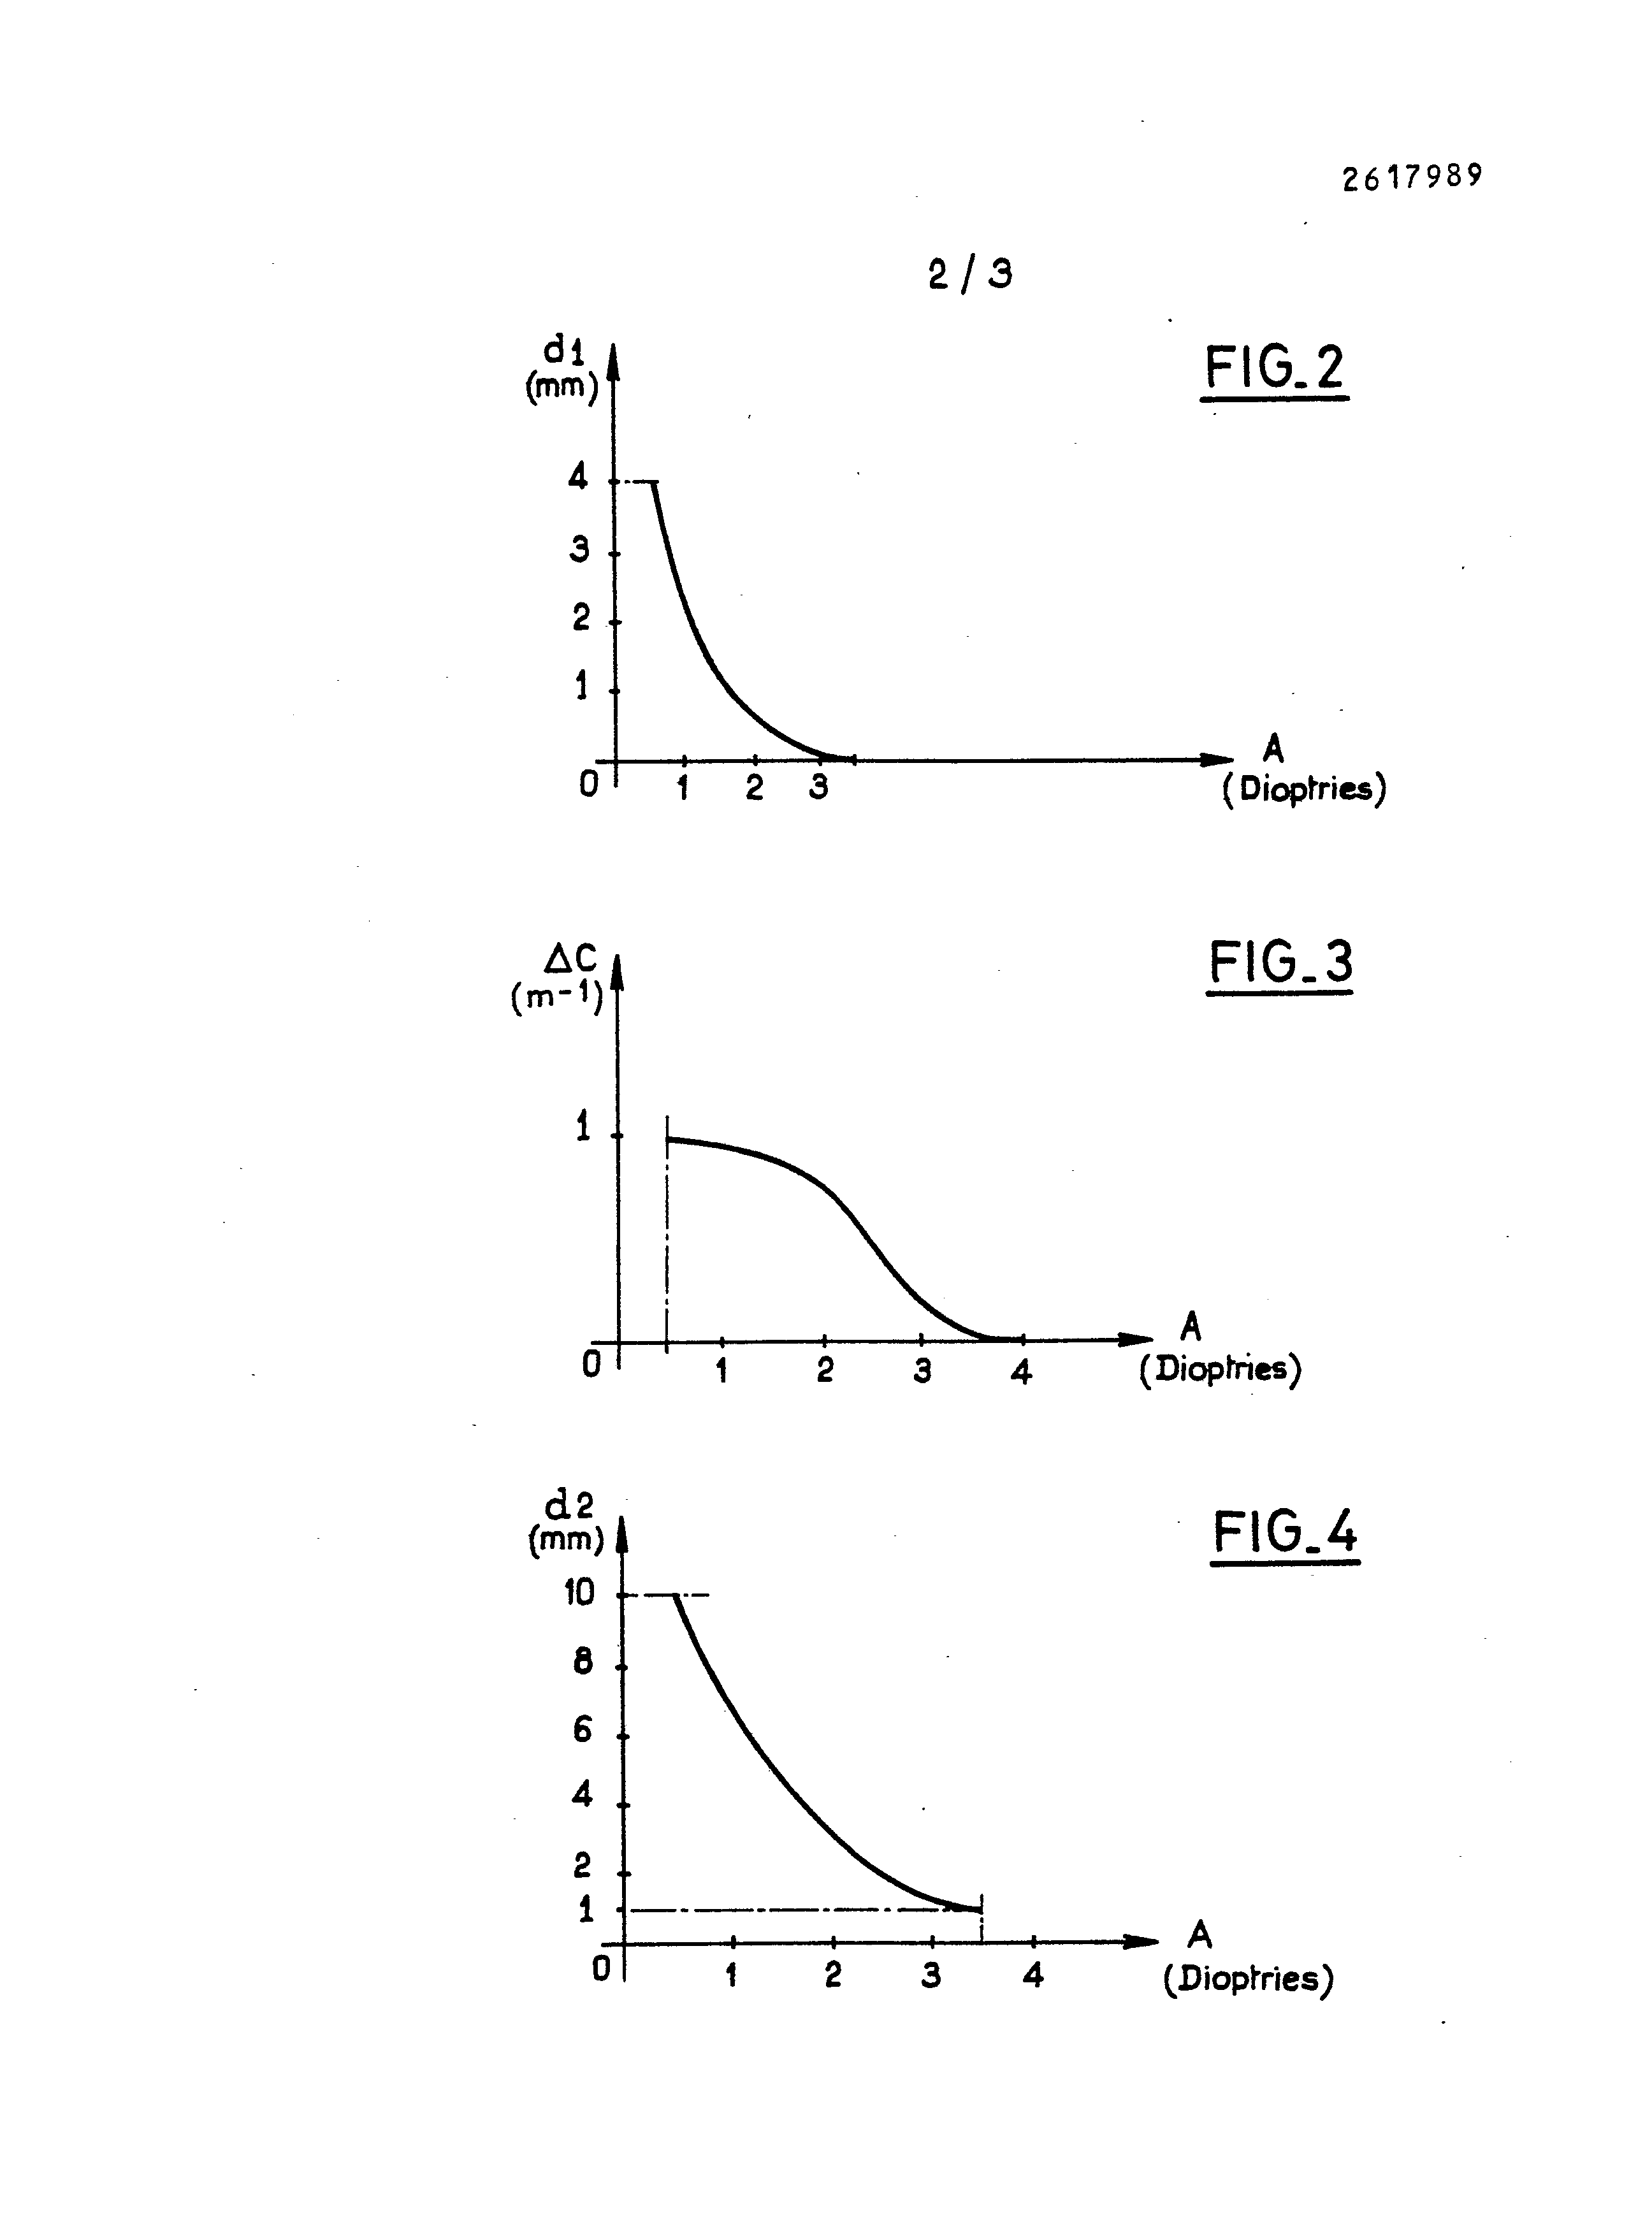 2617989
2/3
FIG_2
d1
(mm)
4
3
2
1
0
1 2 3
A
(Dioptries)
FIG_3
ΔC
(m-1)
1
0
1 2 3 4
A
(Dioptries)
FIG_4
d2
(mm)
10
8
6
4
2
1
0
1 2 3 4
A
(Dioptries)